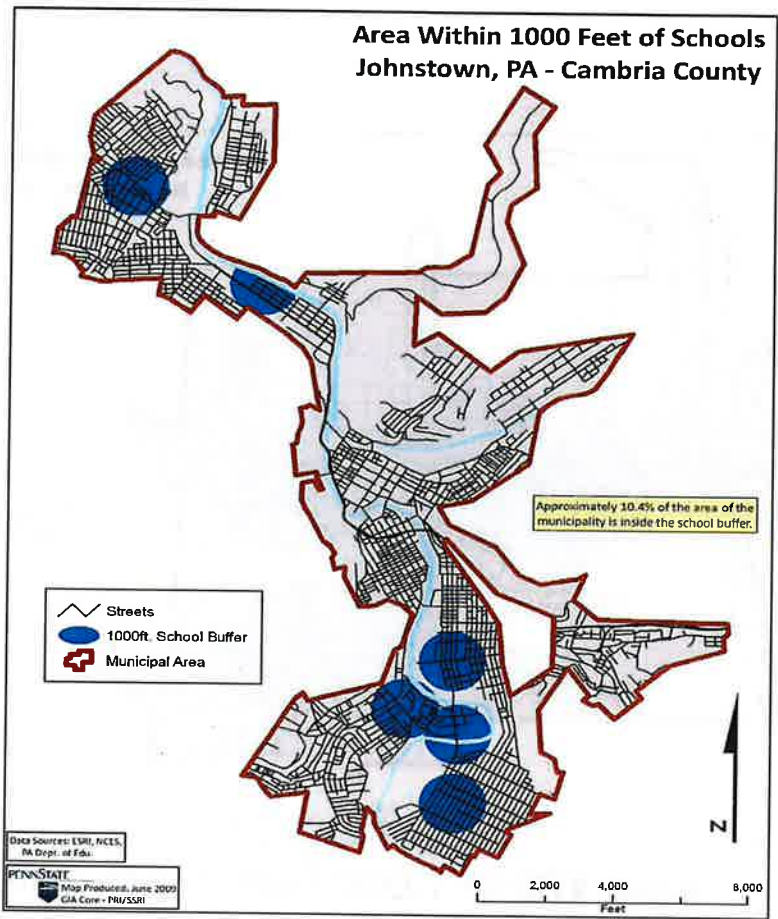 Area Within 1000 Feet of Schools
Johnstown, PA - Cambria County
Approximately 10.4% of the area of the
municipality is inside the school buffer.
Streets
1000ft. School Buffer
Municipal Area
N
Data Sources: ESRI, NCES,
PA Dept. of Edu.
PENNSTATE
Map Produced: June 2009
GIA Core - PRI/SSRI
0 2,000 4,000 8,000
Feet